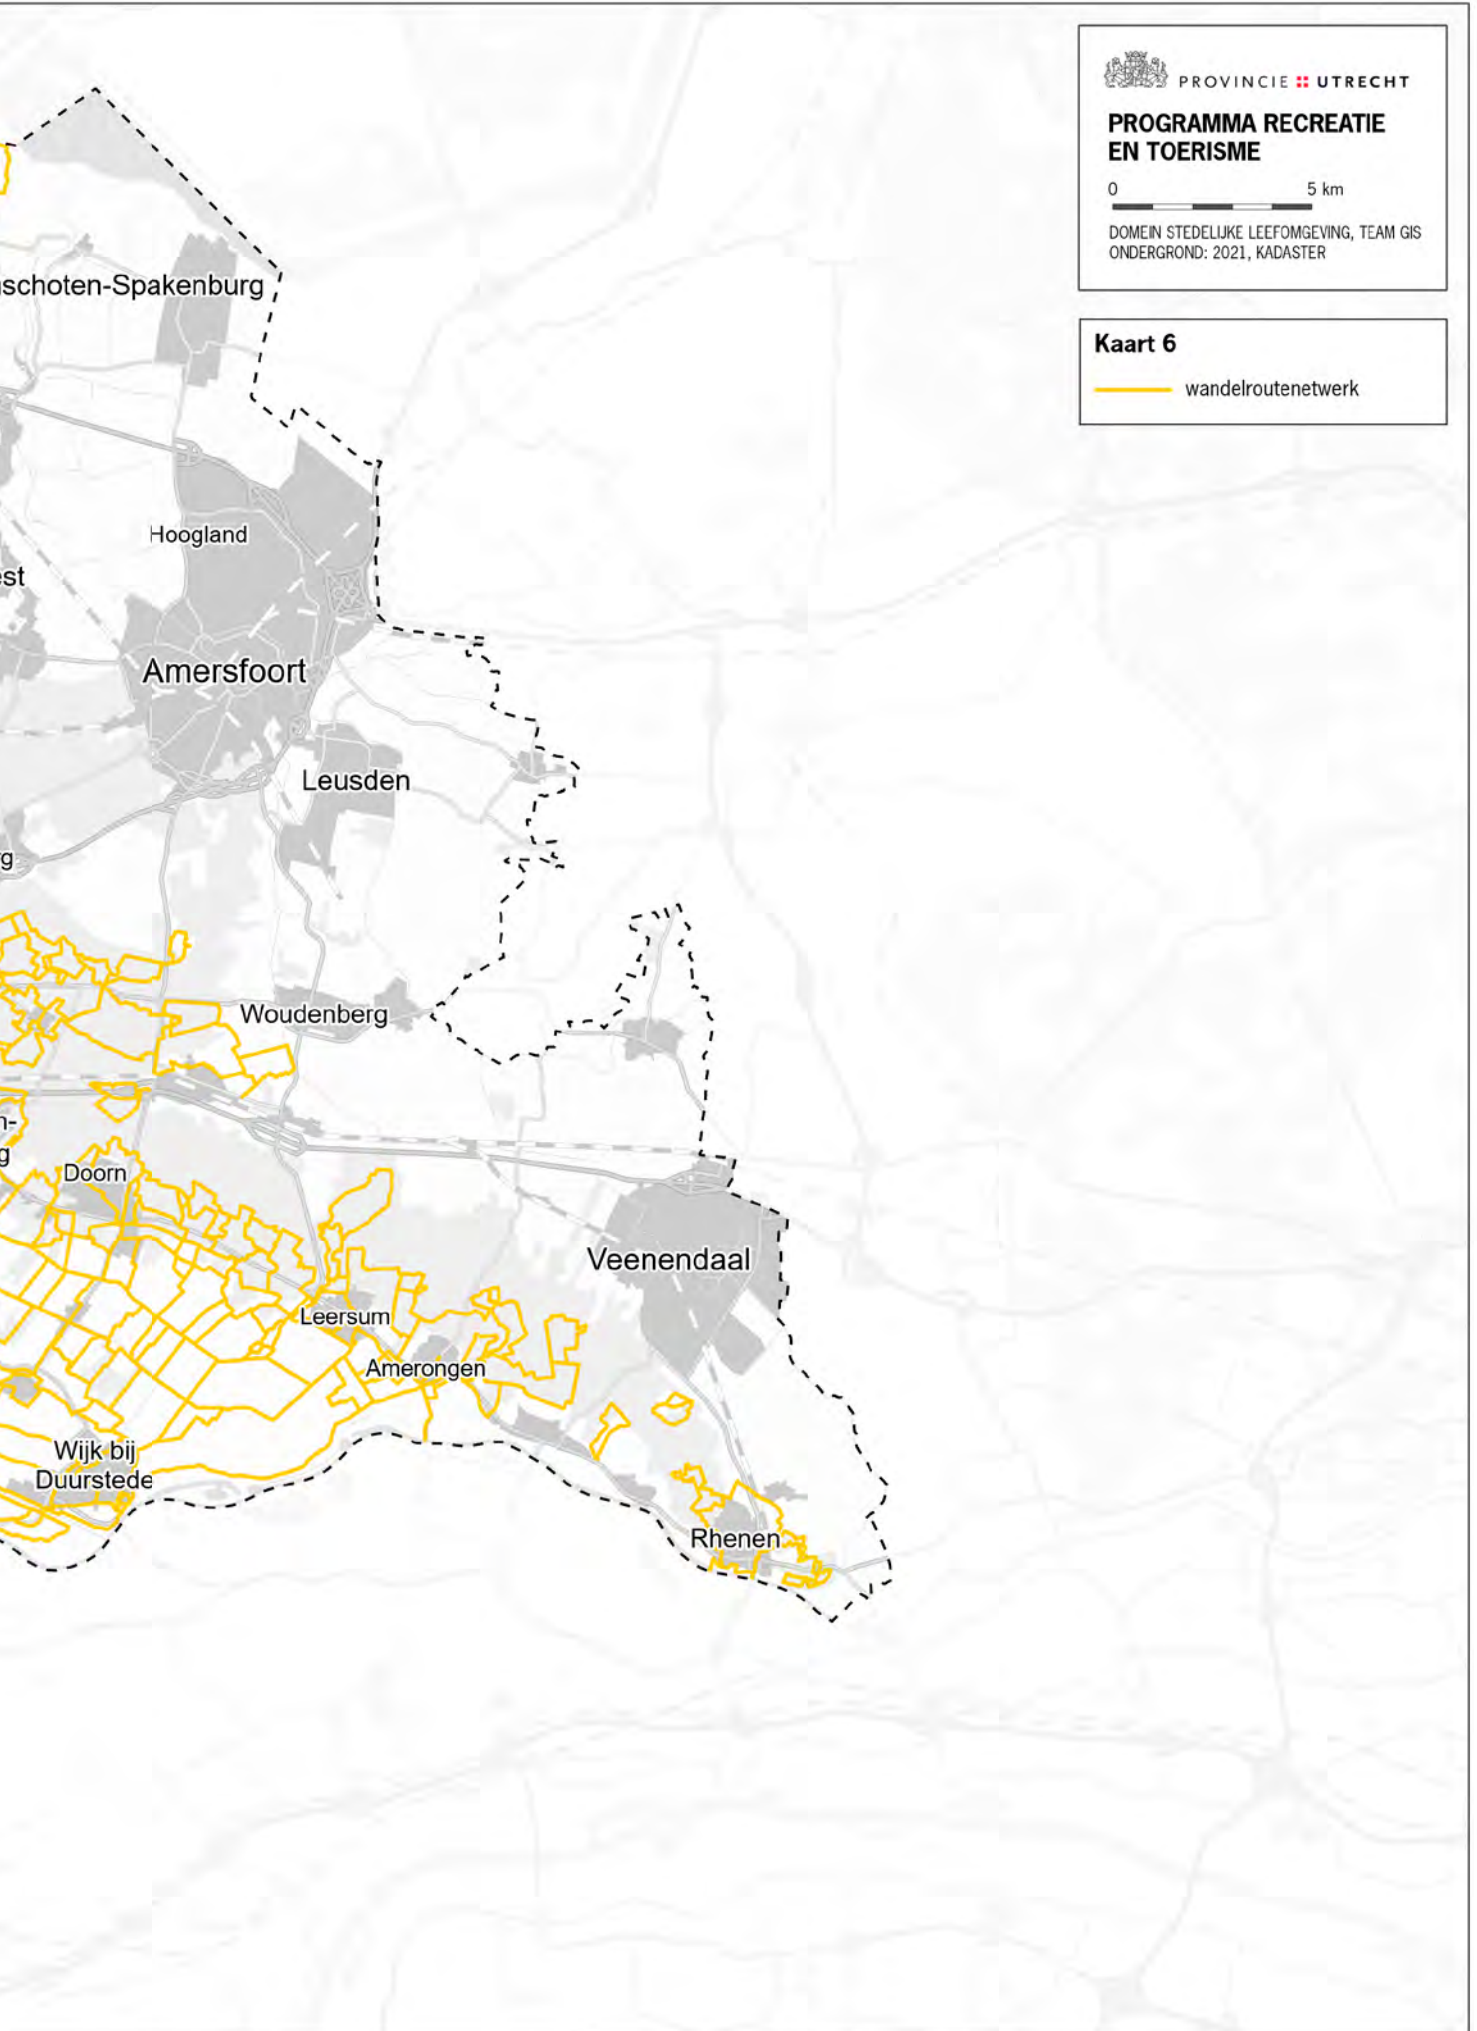 PROVINCIE UTRECHT
PROGRAMMA RECREATIE
EN TOERISME
0 5 km
DOMEIN STEDELIJKE LEEFOMGEVING, TEAM GIS
ONDERGROND: 2021, KADASTER
Kaart 6
wandelroutenetwerk
schoten-Spakenburg
Hoogland
est
Amersfoort
Leusden
rg
Woudenberg
n-
g
Doorn
Veenendaal
Leersum
Amerongen
Wijk bij
Duurstede
Rhenen